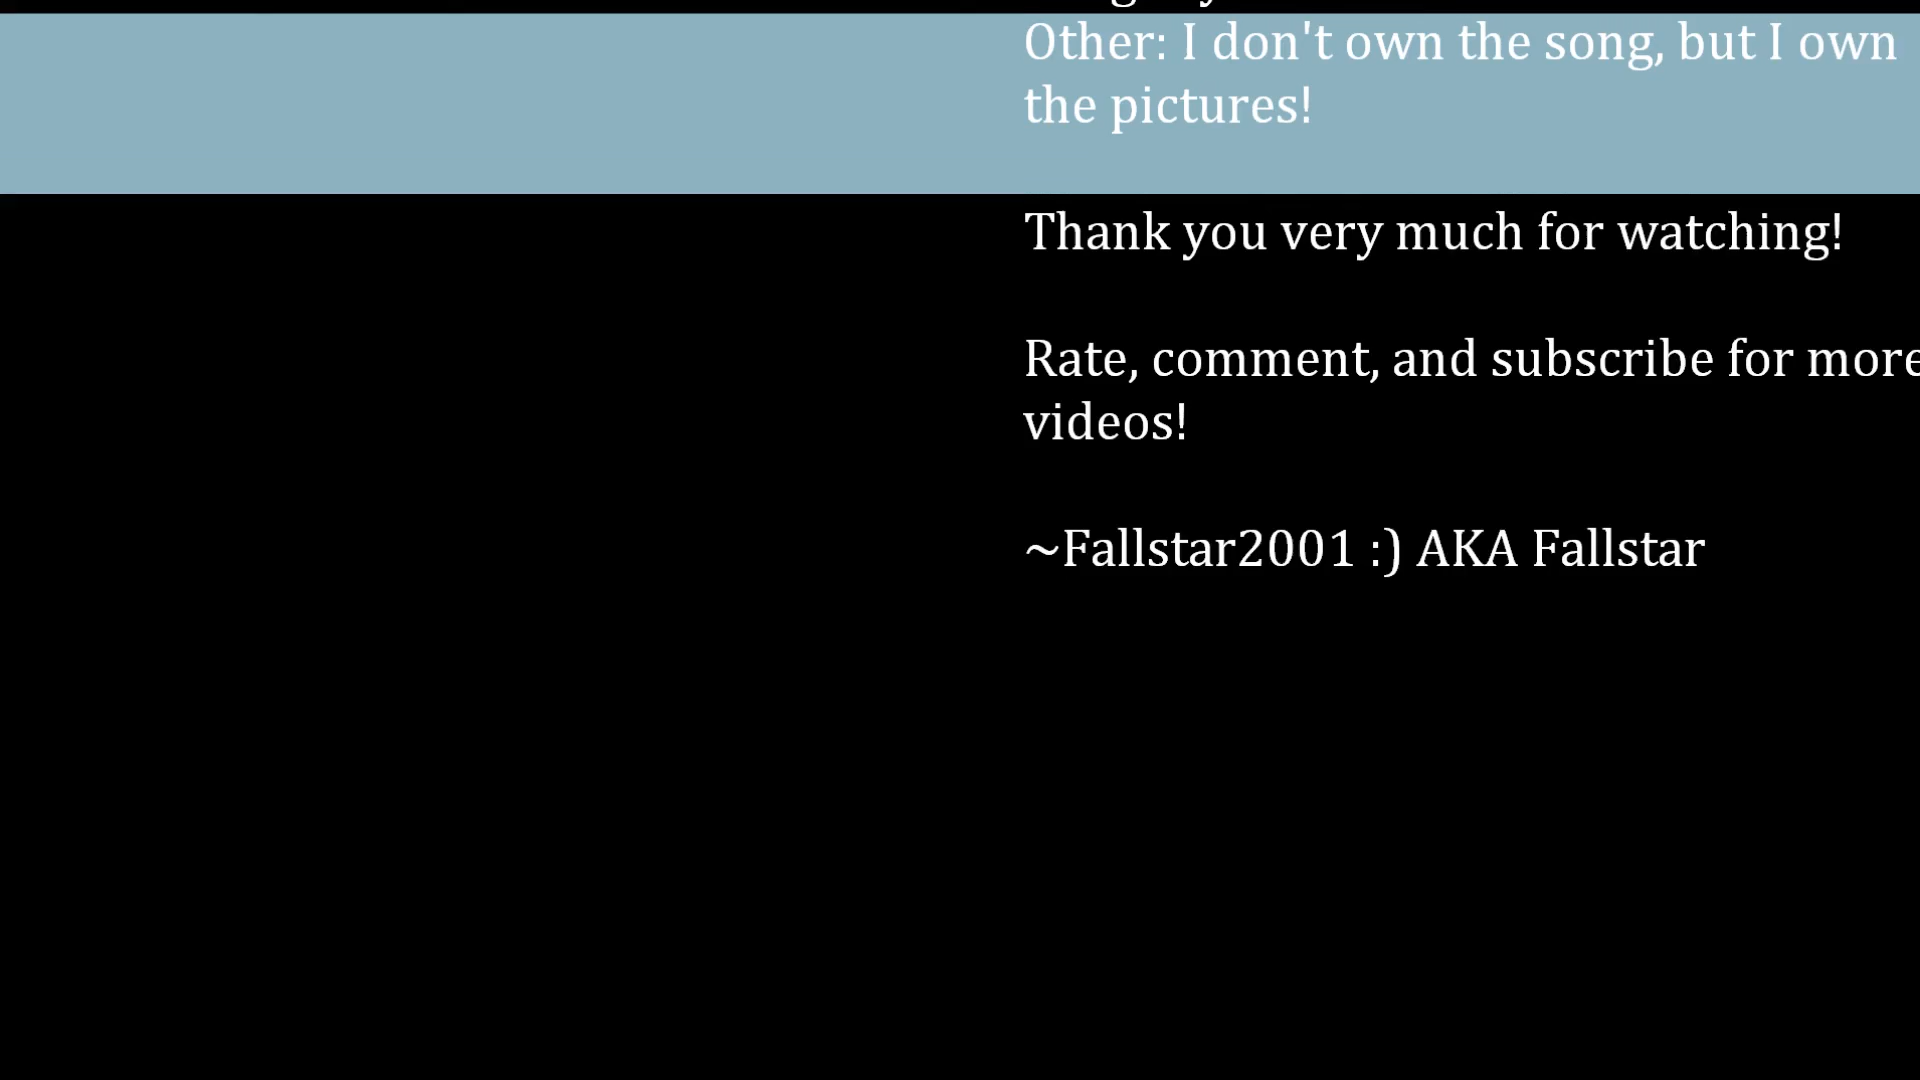 Other: I don't own the song, but I own
the pictures!
Thank you very much for watching!
Rate, comment, and subscribe for more
videos!
~Fallstar2001 :) AKA Fallstar